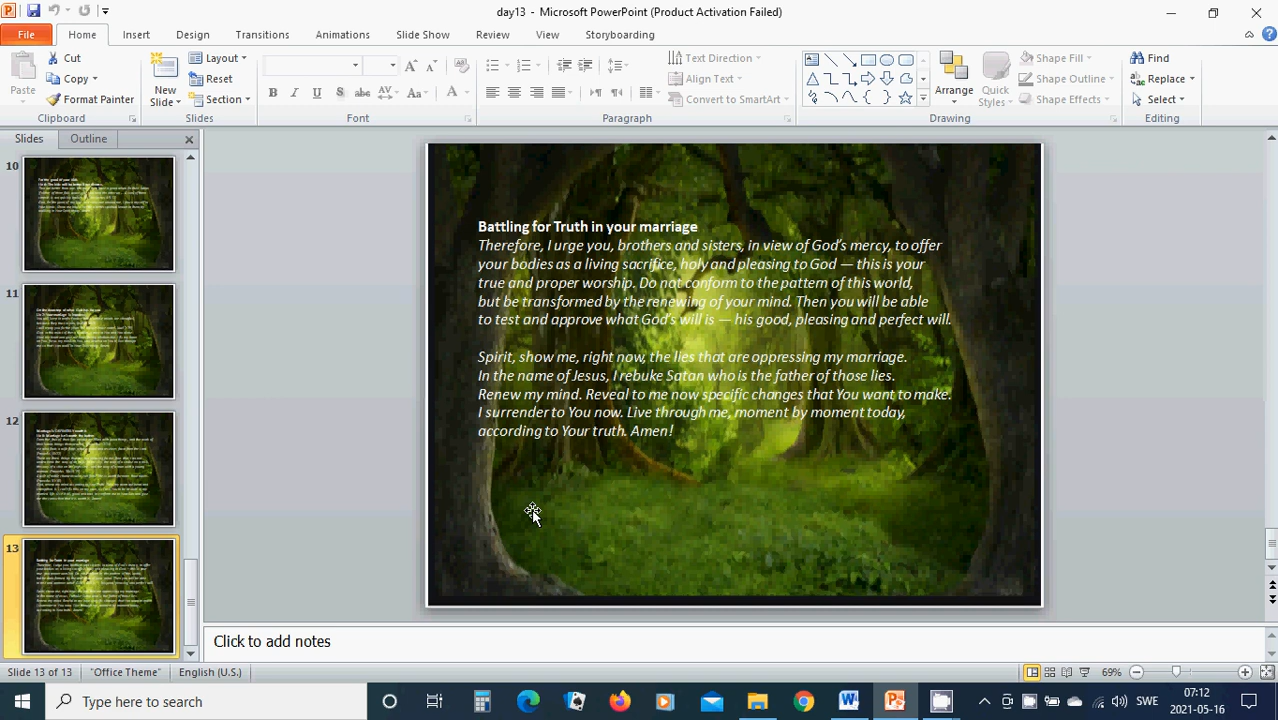 day13 - Microsoft PowerPoint (Product Activation Failed)
File Home Insert Design Transitions Animations Slide Show Review View Storyboarding
Paste
Cut
Copy
Format Painter
Clipboard
New Slide
Layout
Reset
Section
Slides
B I U S abc AV Aa A
Font
Text Direction
Align Text
Convert to SmartArt
Paragraph
Arrange
Quick Styles
Shape Fill
Shape Outline
Shape Effects
Drawing
Find
Replace
Select
Editing
Slides Outline
10
11
12
13
Battling for Truth in your marriage
Therefore, I urge you, brothers and sisters, in view of God’s mercy, to offer
your bodies as a living sacrifice, holy and pleasing to God — this is your
true and proper worship. Do not conform to the pattern of this world,
but be transformed by the renewing of your mind. Then you will be able
to test and approve what God’s will is — his good, pleasing and perfect will.
Spirit, show me, right now, the lies that are oppressing my marriage.
In the name of Jesus, I rebuke Satan who is the father of those lies.
Renew my mind. Reveal to me now specific changes that You want to make.
I surrender to You now. Live through me, moment by moment today,
according to Your truth. Amen!
Click to add notes
Slide 13 of 13 "Office Theme" English (U.S.) 69%
Type here to search
SWE
07:12
2021-05-16